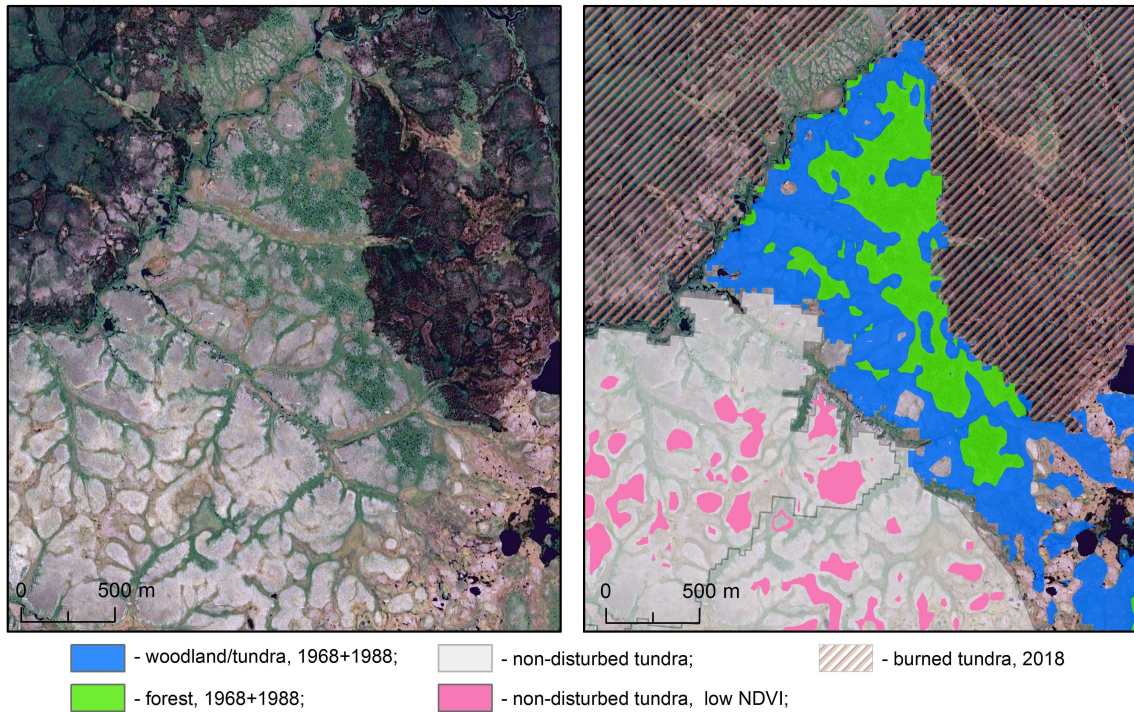 0 500 m
0 500 m
- woodland/tundra, 1968+1988;
- non-disturbed tundra;
- burned tundra, 2018
- forest, 1968+1988;
- non-disturbed tundra, low NDVI;